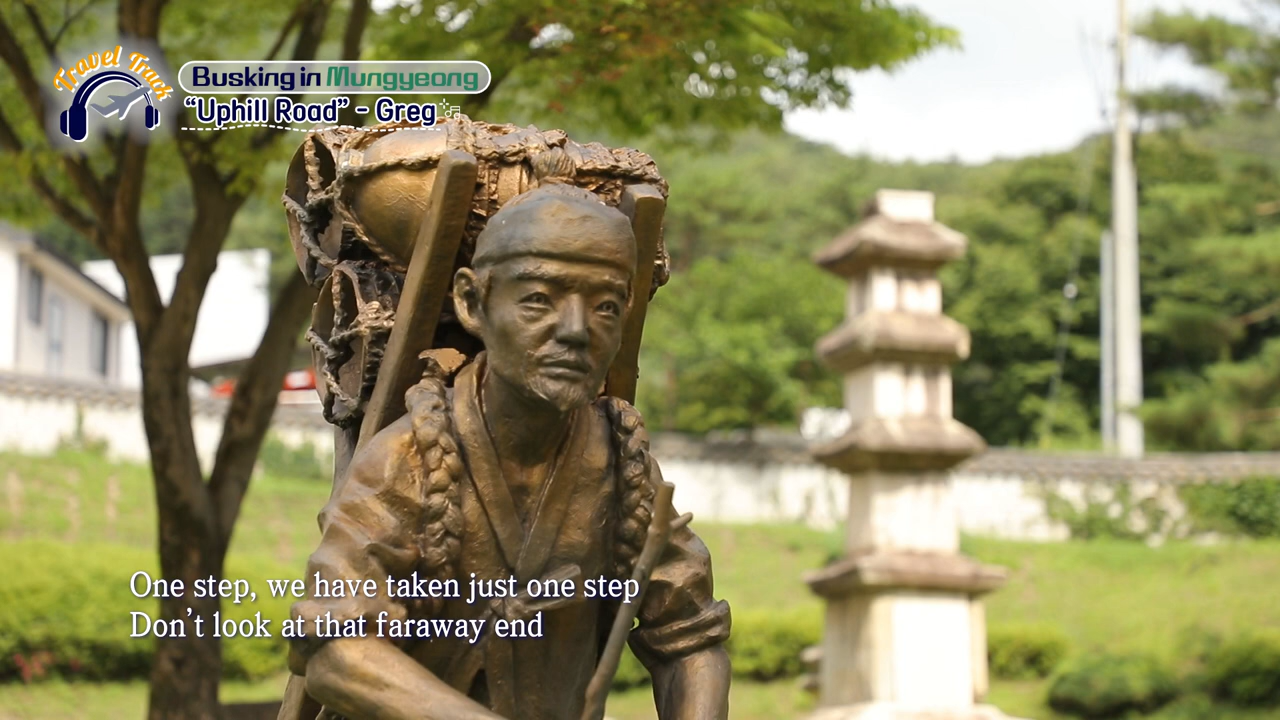 Travel Track
Busking in Mungyeong
“Uphill Road” - Greg
One step, we have taken just one step
Don’t look at that faraway end